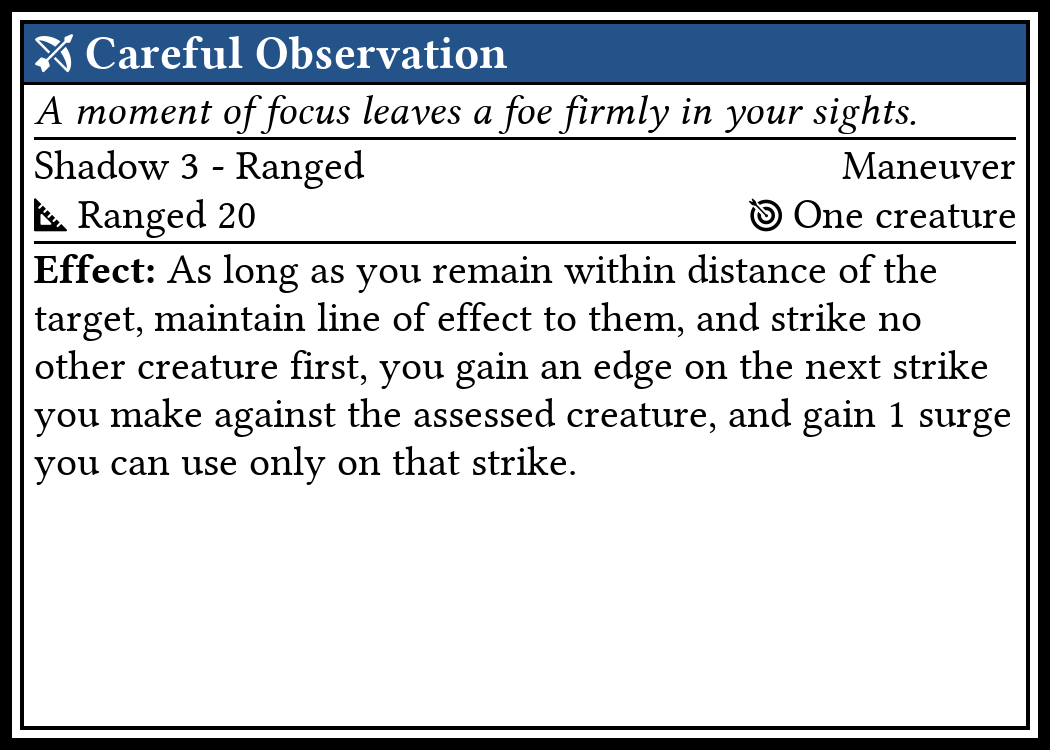 Careful Observation
A moment of focus leaves a foe firmly in your sights.
Shadow 3 - Ranged Maneuver
Ranged 20 One creature
Effect: As long as you remain within distance of the
target, maintain line of effect to them, and strike no
other creature first, you gain an edge on the next strike
you make against the assessed creature, and gain 1 surge
you can use only on that strike.